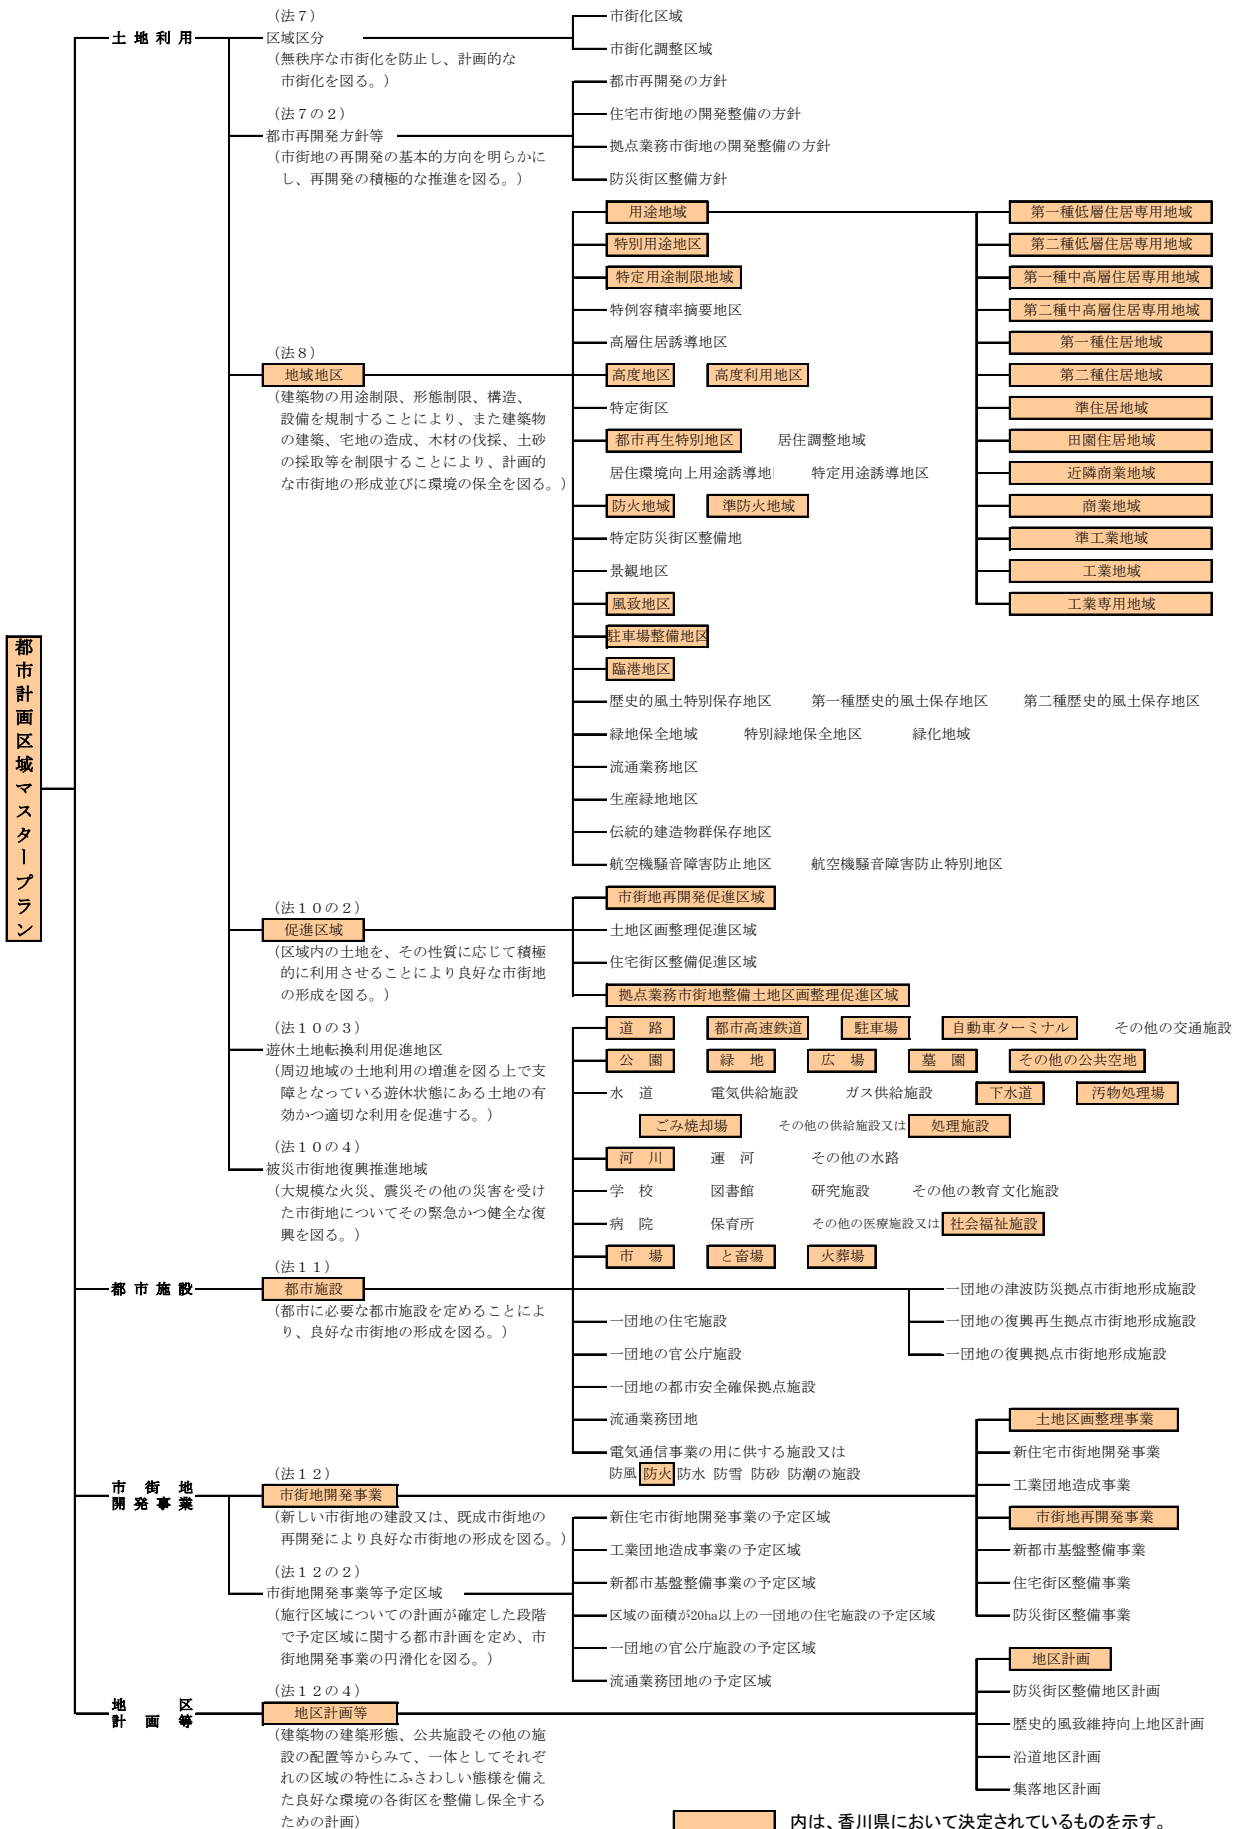 都市計画区域マスタープラン
土地利用
(法7)
区域区分
(無秩序な市街化を防止し、計画的な
市街化を図る。)
市街化区域
市街化調整区域
(法7の2)
都市再開発方針等
(市街地の再開発の基本的方向を明らかに
し、再開発の積極的な推進を図る。)
都市再開発の方針
住宅市街地の開発整備の方針
拠点業務市街地の開発整備の方針
防災街区整備方針
(法8)
地域地区
(建築物の用途制限、形態制限、構造、
設備を規制することにより、また建築物
の建築、宅地の造成、木材の伐採、土砂
の採取等を制限することにより、計画的
な市街地の形成並びに環境の保全を図る。)
用途地域
特別用途地区
特定用途制限地域
特例容積率摘要地区
高層住居誘導地区
高度地区 高度利用地区
特定街区
都市再生特別地区 居住調整地域
居住環境向上用途誘導地 特定用途誘導地区
防火地域 準防火地域
特定防災街区整備地
景観地区
風致地区
駐車場整備地区
臨港地区
歴史的風土特別保存地区 第一種歴史的風土保存地区 第二種歴史的風土保存地区
緑地保全地域 特別緑地保全地区 緑化地域
流通業務地区
生産緑地地区
伝統的建造物群保存地区
航空機騒音障害防止地区 航空機騒音障害防止特別地区
第一種低層住居専用地域
第二種低層住居専用地域
第一種中高層住居専用地域
第二種中高層住居専用地域
第一種住居地域
第二種住居地域
準住居地域
田園住居地域
近隣商業地域
商業地域
準工業地域
工業地域
工業専用地域
(法10の2)
促進区域
(区域内の土地を、その性質に応じて積極
的に利用させることにより良好な市街地
の形成を図る。)
市街地再開発促進区域
土地区画整理促進区域
住宅街区整備促進区域
拠点業務市街地整備土地区画整理促進区域
(法10の3)
遊休土地転換利用促進地区
(周辺地域の土地利用の増進を図る上で支
障となっている遊休状態にある土地の有
効かつ適切な利用を促進する。)
(法10の4)
被災市街地復興推進地域
(大規模な火災、震災その他の災害を受け
た市街地についてその緊急かつ健全な復
興を図る。)
都市施設
(法11)
都市施設
(都市に必要な都市施設を定めることによ
り、良好な市街地の形成を図る。)
道路 都市高速鉄道 駐車場 自動車ターミナル その他の交通施設
公園 緑地 広場 墓園 その他の公共空地
水道 電気供給施設 ガス供給施設 下水道 汚物処理場
ごみ焼却場 その他の供給施設又は 処理施設
河川 運河 その他の水路
学校 図書館 研究施設 その他の教育文化施設
病院 保育所 その他の医療施設又は 社会福祉施設
市場 と畜場 火葬場
一団地の津波防災拠点市街地形成施設
一団地の住宅施設 一団地の復興再生拠点市街地形成施設
一団地の官公庁施設 一団地の復興拠点市街地形成施設
一団地の都市安全確保拠点施設
流通業務団地
電気通信事業の用に供する施設又は
防風 防火 防水 防雪 防砂 防潮の施設
市街地
開発事業
(法12)
市街地開発事業
(新しい市街地の建設又は、既成市街地の
再開発により良好な市街地の形成を図る。)
土地区画整理事業
新住宅市街地開発事業
工業団地造成事業
市街地再開発事業
新都市基盤整備事業
住宅街区整備事業
防災街区整備事業
(法12の2)
市街地開発事業等予定区域
(施行区域についての計画が確定した段階
で予定区域に関する都市計画を定め、市
街地開発事業の円滑化を図る。)
新住宅市街地開発事業の予定区域
工業団地造成事業の予定区域
新都市基盤整備事業の予定区域
区域の面積が20ha以上の一団地の住宅施設の予定区域
一団地の官公庁施設の予定区域
流通業務団地の予定区域
地区
計画等
(法12の4)
地区計画等
(建築物の建築形態、公共施設その他の施
設の配置等からみて、一体としてそれぞ
れの区域の特性にふさわしい態様を備え
た良好な環境の各街区を整備し保全する
ための計画)
地区計画
防災街区整備地区計画
歴史的風致維持向上地区計画
沿道地区計画
集落地区計画
内は、香川県において決定されているものを示す。